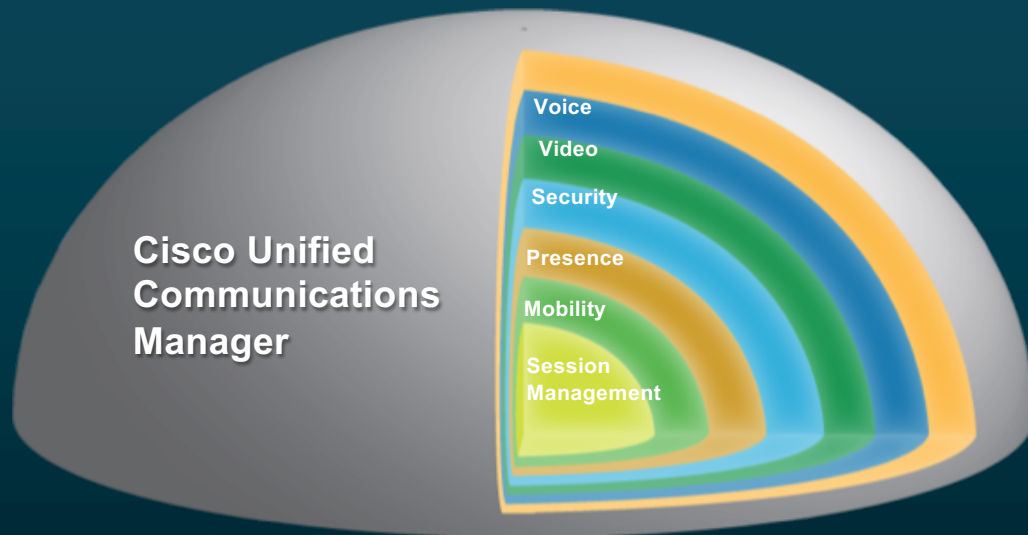 Cisco Unified
Communications
Manager
Voice
Video
Security
Presence
Mobility
Session
Management